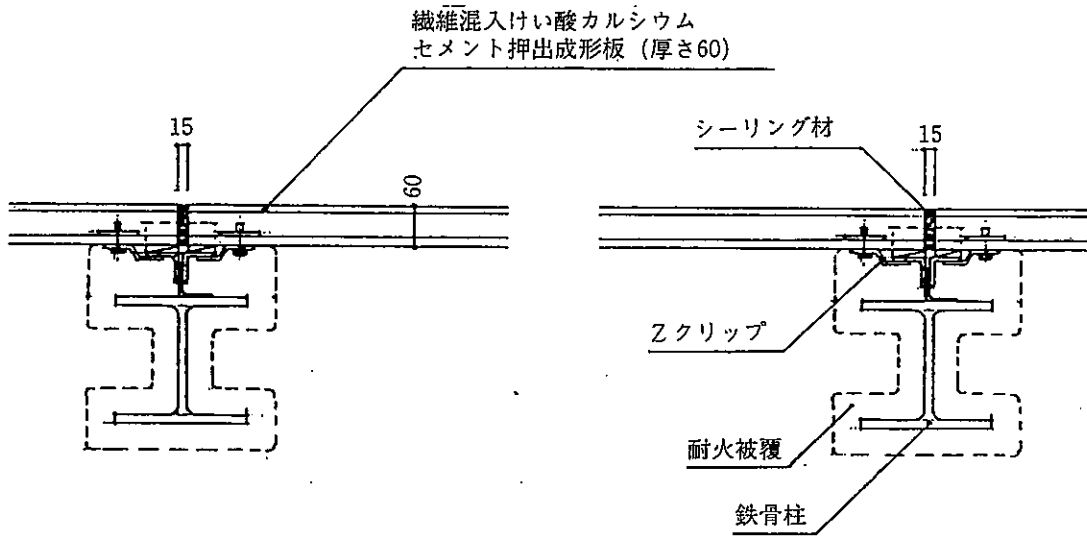 繊維混入けい酸カルシウム
セメント押出成形板 (厚さ60)
15
シーリング材
15
60
Zクリップ
耐火被覆
鉄骨柱